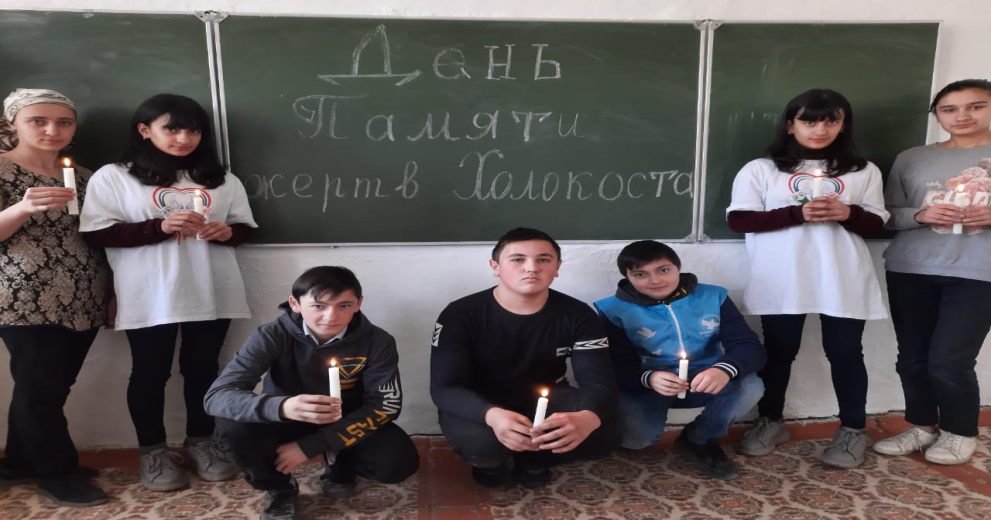 День
Памяти
жертв Холокоста